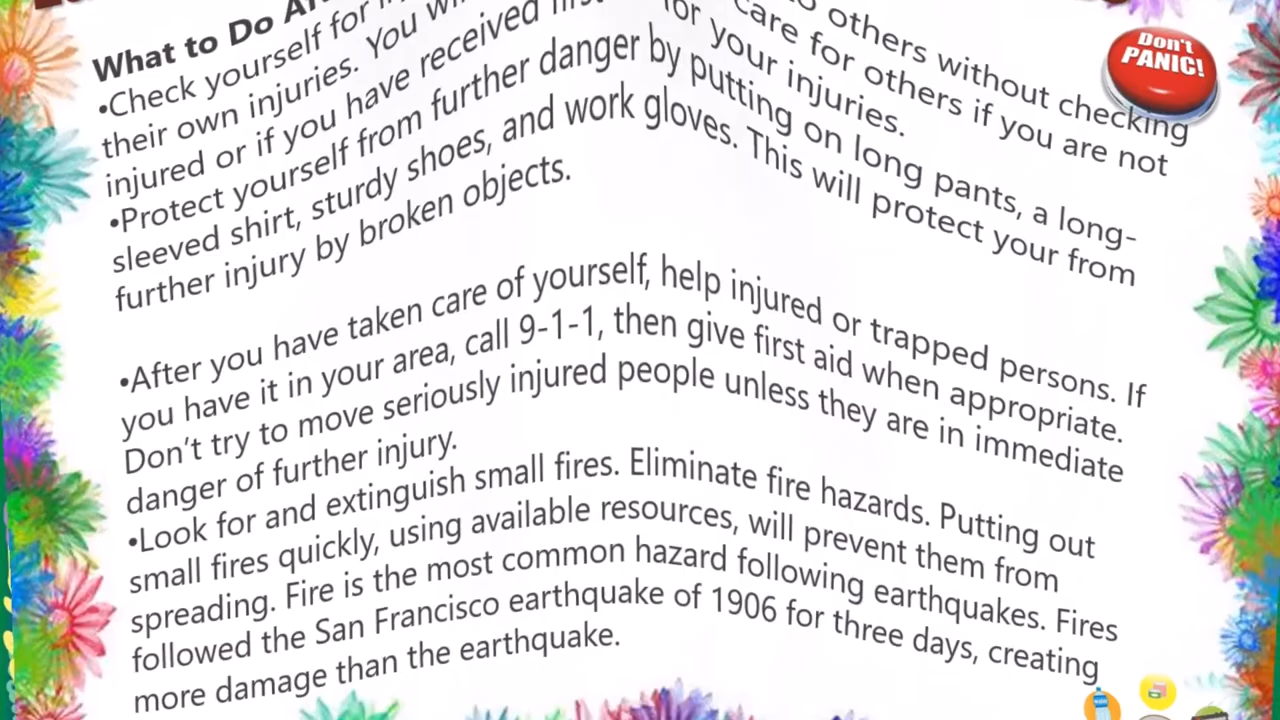 What to Do
•Check yourself for others without checking
their own injuries. You care for others if you are not
injured or if you have received first for your injuries.
•Protect yourself from further danger by putting on long pants, a long-
sleeved shirt, sturdy shoes, and work gloves. This will protect your from
further injury by broken objects.
•After you have taken care of yourself, help injured or trapped persons. If
you have it in your area, call 9-1-1, then give first aid when appropriate.
Don't try to move seriously injured people unless they are in immediate
danger of further injury.
•Look for and extinguish small fires. Eliminate fire hazards. Putting out
small fires quickly, using available resources, will prevent them from
spreading. Fire is the most common hazard following earthquakes. Fires
followed the San Francisco earthquake of 1906 for three days, creating
more damage than the earthquake.
Don't
PANIC!